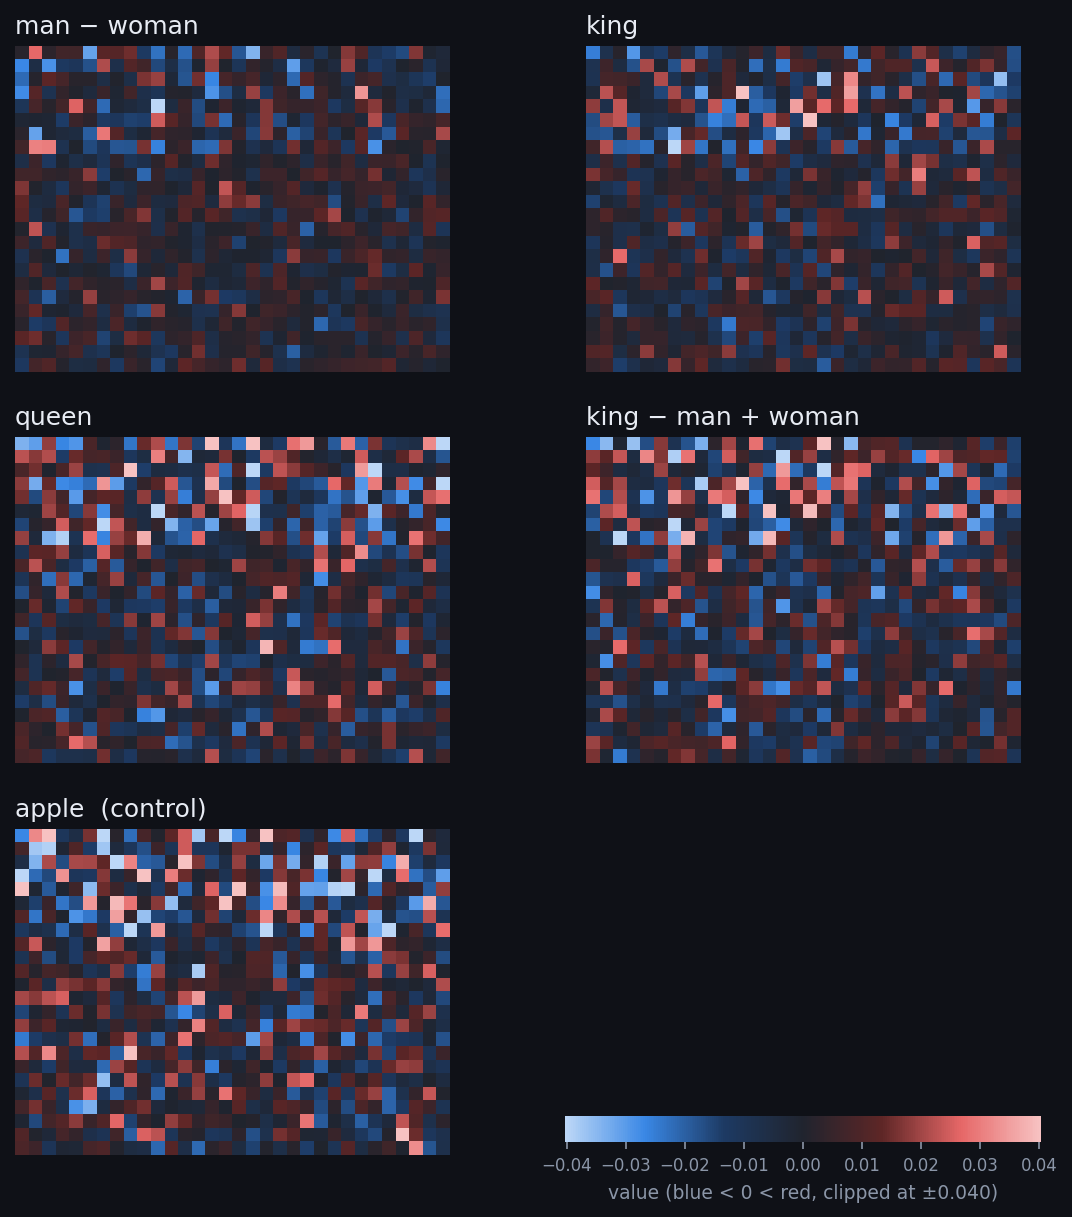 man − woman
king
queen
king − man + woman
apple  (control)
−0.04 −0.03 −0.02 −0.01 0.00 0.01 0.02 0.03 0.04
value (blue < 0 < red, clipped at ±0.040)